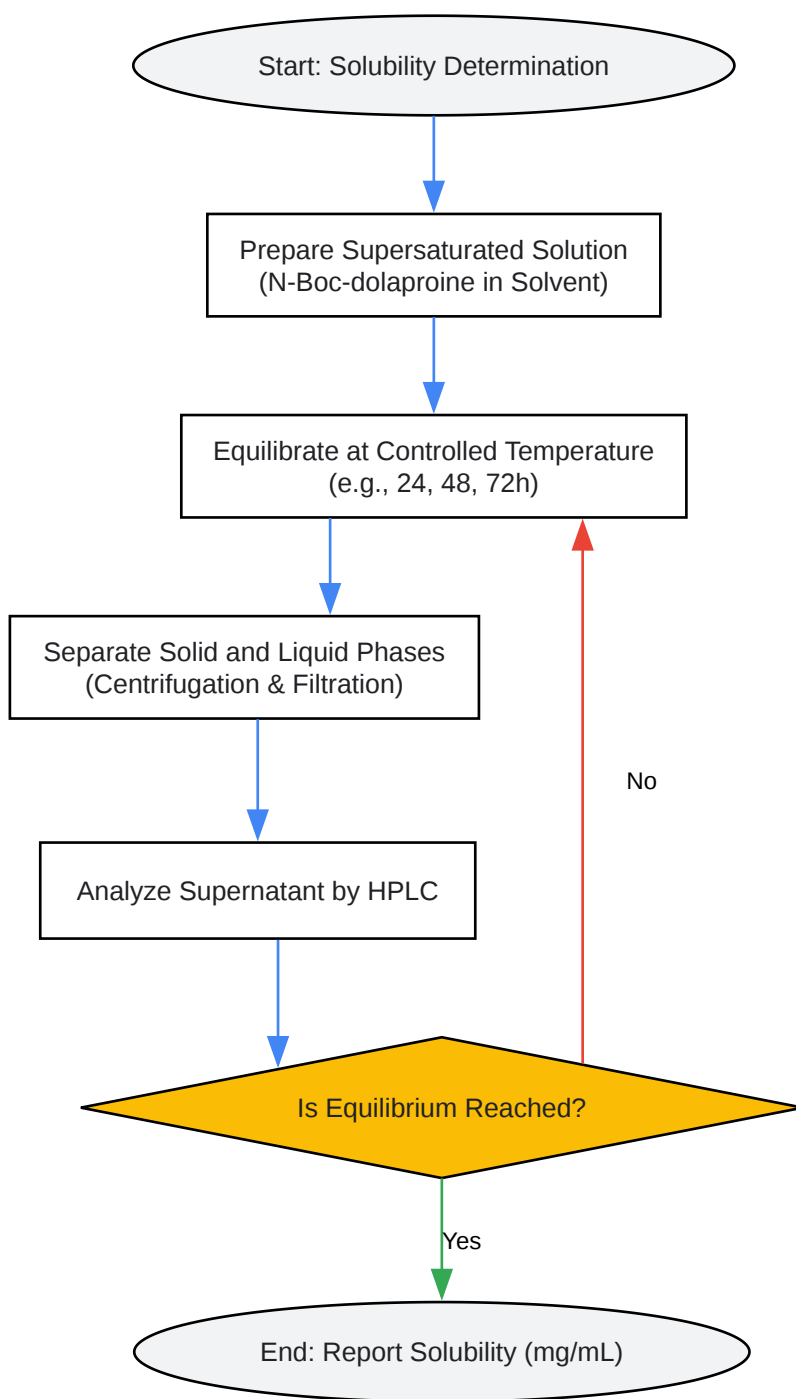 Start: Solubility Determination
Prepare Supersaturated Solution
(N-Boc-dolaproine in Solvent)
Equilibrate at Controlled Temperature
(e.g., 24, 48, 72h)
Separate Solid and Liquid Phases
(Centrifugation & Filtration)
No
Analyze Supernatant by HPLC
Is Equilibrium Reached?
Yes
End: Report Solubility (mg/mL)